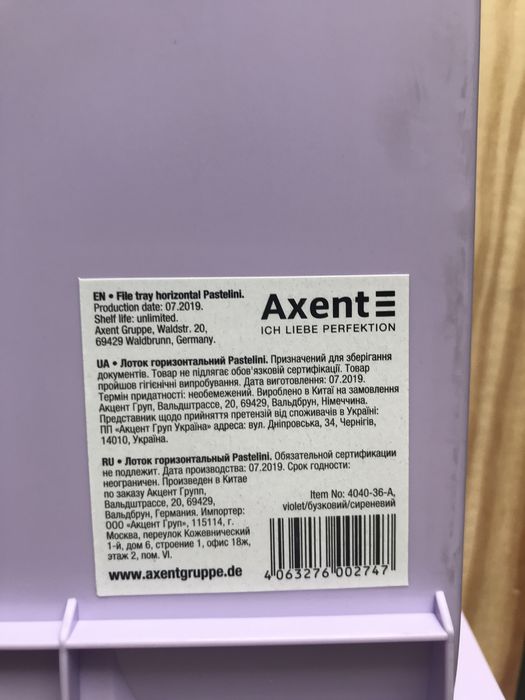 EN • File tray horizontal Pastelini.
Production date: 07.2019.
Shelf life: unlimited.
Axent Gruppe, Waldstr. 20,
69429 Waldbrunn, Germany.
Axent
ICH LIEBE PERFEKTION
UA • Лоток горизонтальний Pastelini. Призначений для зберігання
документів. Товар не підлягає обов'язковій сертифікації. Товар
пройшов гігієнічні випробування. Дата виготовлення: 07.2019.
Термін придатності: необемежений. Вироблено в Китаї на замовлення
Акцент Груп, Вальдштрассе, 20, 69429, Вальдбрун, Німеччина.
Представник щодо прийняття претензій від споживачів в Україні:
ПП «Акцент Груп Україна» адреса: вул. Дніпровська, 34, Чернігів,
14010, Україна.
RU • Лоток горизонтальный Pastelini. Обязательной сертификации
не подлежит. Дата производства: 07.2019. Срок годности:
неограничен. Произведен в Китае
по заказу Акцент Групп,
Вальдштрассе, 20, 69429,
Вальдбрун, Германия. Импортер:
ООО «Акцент Груп», 115114, г.
Москва, переулок Кожевнический
1-й, дом 6, строение 1, офис 18ж,
этаж 2, пом. VI.
www.axentgruppe.de
Item No: 4040-36-A,
violet/бузковий/сиреневий
4 063276 002747